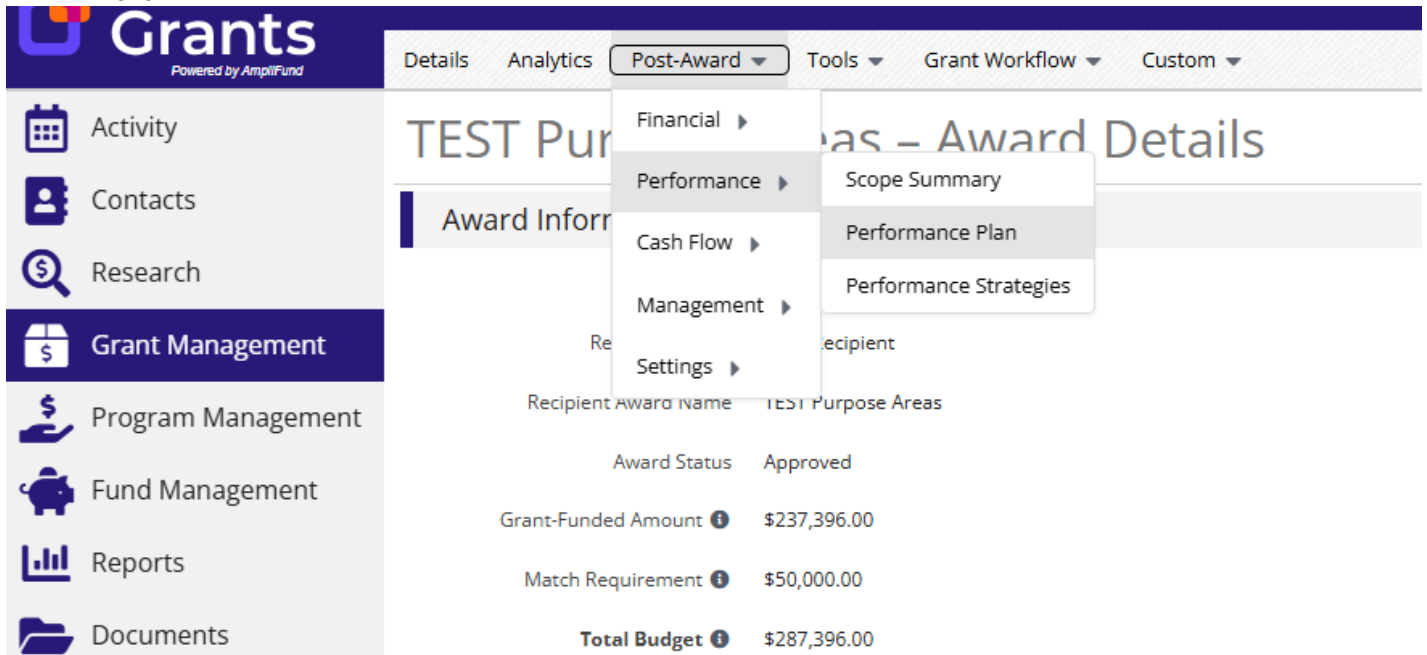 Grants
Powered by AmpliFund
Details Analytics Post-Award Tools Grant Workflow Custom
Activity
Contacts
Research
Grant Management
Program Management
Fund Management
Reports
Documents
TEST Pur eas – Award Details
Financial
Performance
Cash Flow
Management
Settings
Scope Summary
Performance Plan
Performance Strategies
Award Inform
Re ecipient
Recipient Award Name TEST Purpose Areas
Award Status Approved
Grant-Funded Amount $237,396.00
Match Requirement $50,000.00
Total Budget $287,396.00